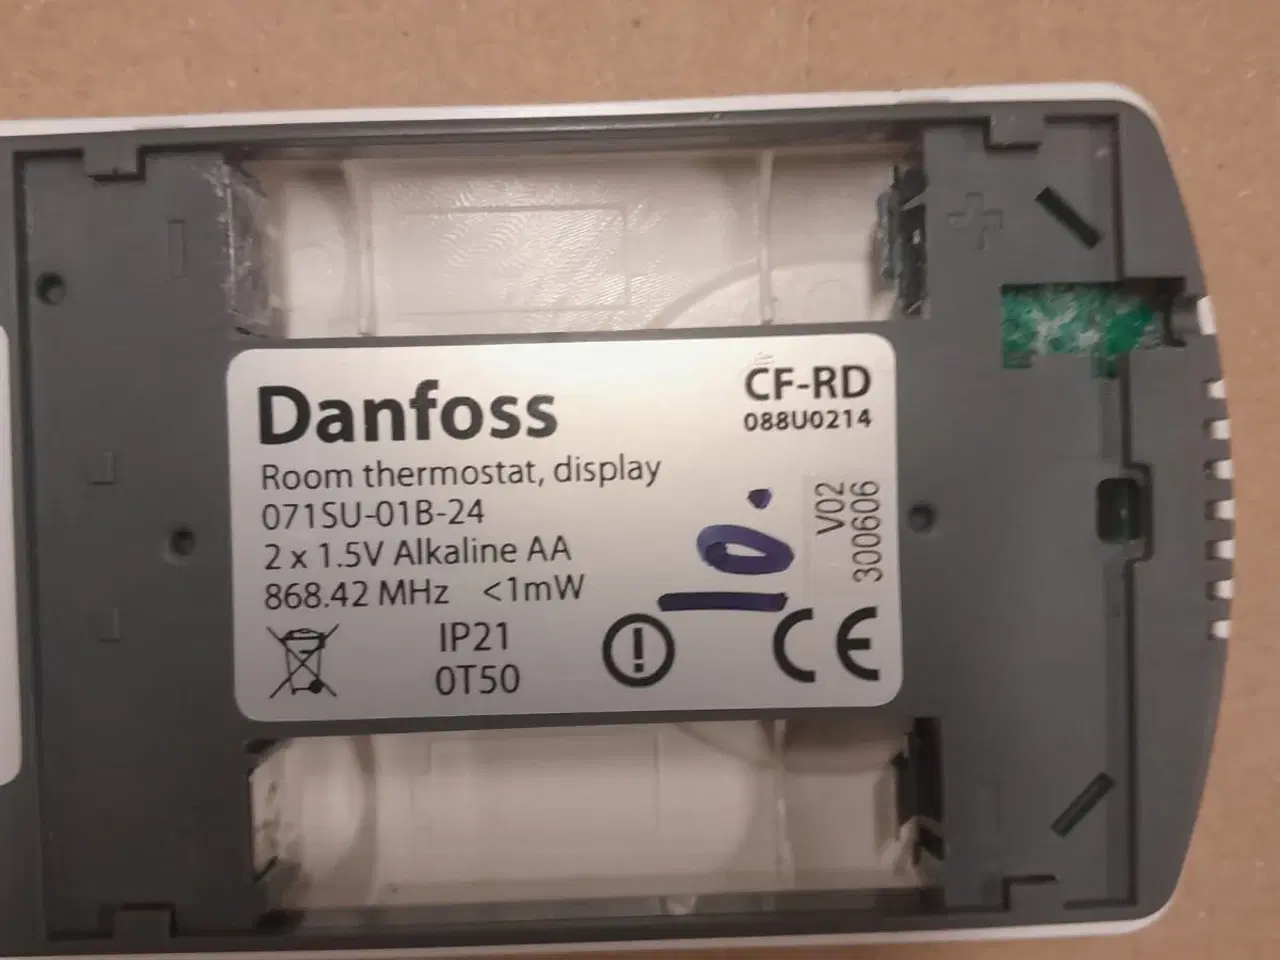 Danfoss
CF-RD
088U0214
Room thermostat, display
071SU-01B-24
2 x 1.5V Alkaline AA
868.42 MHz <1mW
V02
300606
10.
IP21
0T50
CE